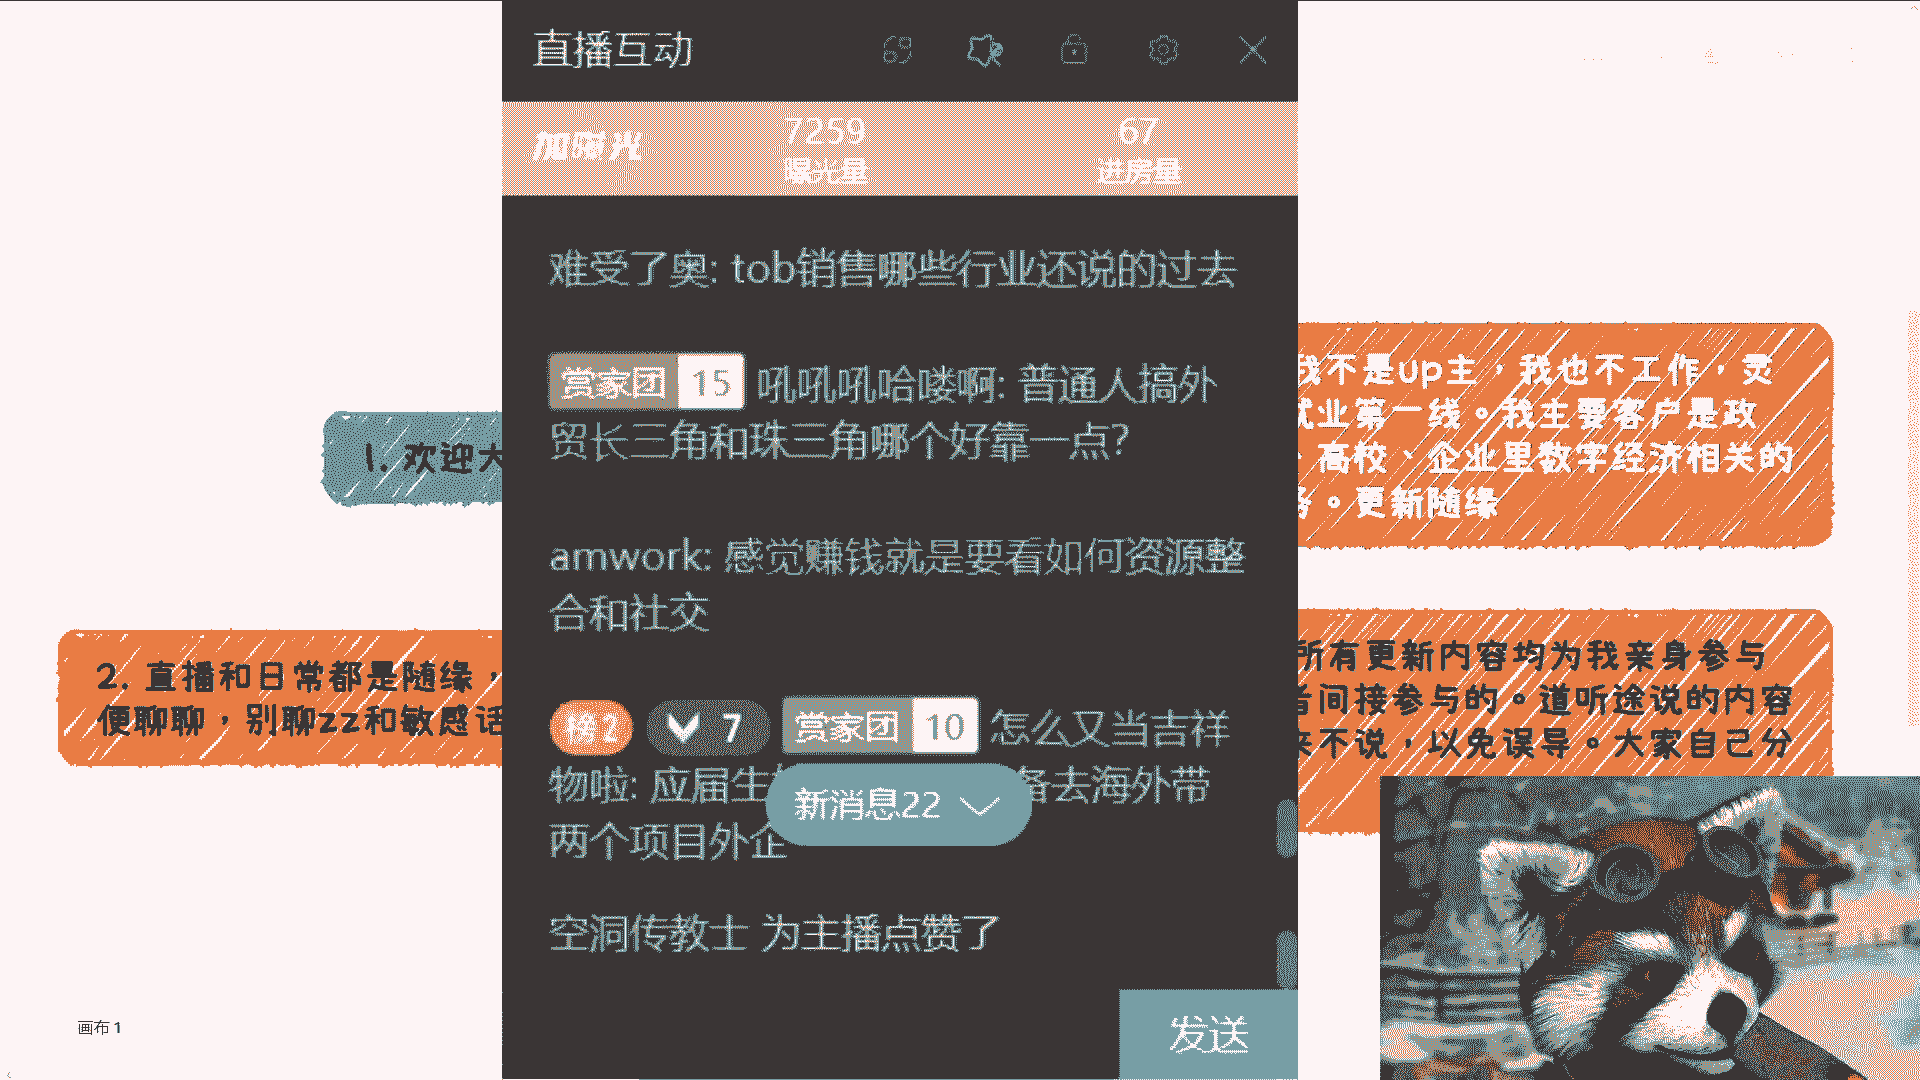 直播互动
加曝光
7259
曝光量
67
进房量
难受了奥: tob销售哪些行业还说的过去
赏家团 15 吼吼吼哈喽啊: 普通人搞外
贸长三角和珠三角哪个好靠一点?
amwork: 感觉赚钱就是要看如何资源整
合和社交
榜2 7 赏家团 10 怎么又当吉祥
物啦: 应届生 备去海外带
两个项目外企
新消息22
空洞传教士 为主播点赞了
发送
1. 欢迎大
2. 直播和日常都是随缘，
便聊聊，别聊zz和敏感话
我不是up主，我也不工作，灵
就业第一线。我主要客户是政
、高校、企业里数字经济相关的
务。更新随缘
所有更新内容均为我亲身参与
者间接参与的。道听途说的内容
来不说，以免误导。大家自己分
画布 1